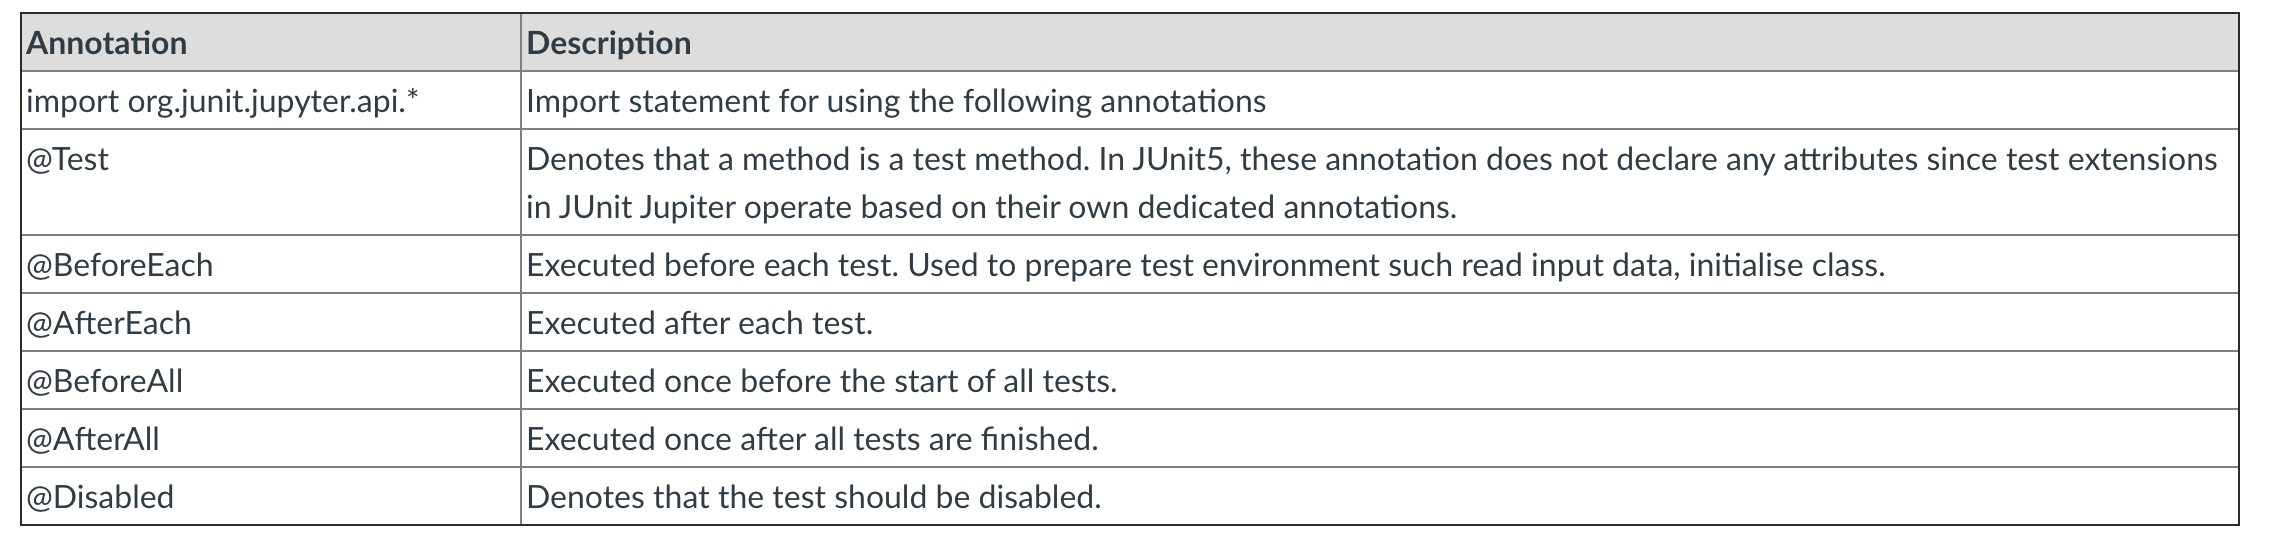 Annotation Description
import org.junit.jupyter.api.* Import statement for using the following annotations
@Test Denotes that a method is a test method. In JUnit5, these annotation does not declare any attributes since test extensions
in JUnit Jupiter operate based on their own dedicated annotations.
@BeforeEach Executed before each test. Used to prepare test environment such read input data, initialise class.
@AfterEach Executed after each test.
@BeforeAll Executed once before the start of all tests.
@AfterAll Executed once after all tests are finished.
@Disabled Denotes that the test should be disabled.